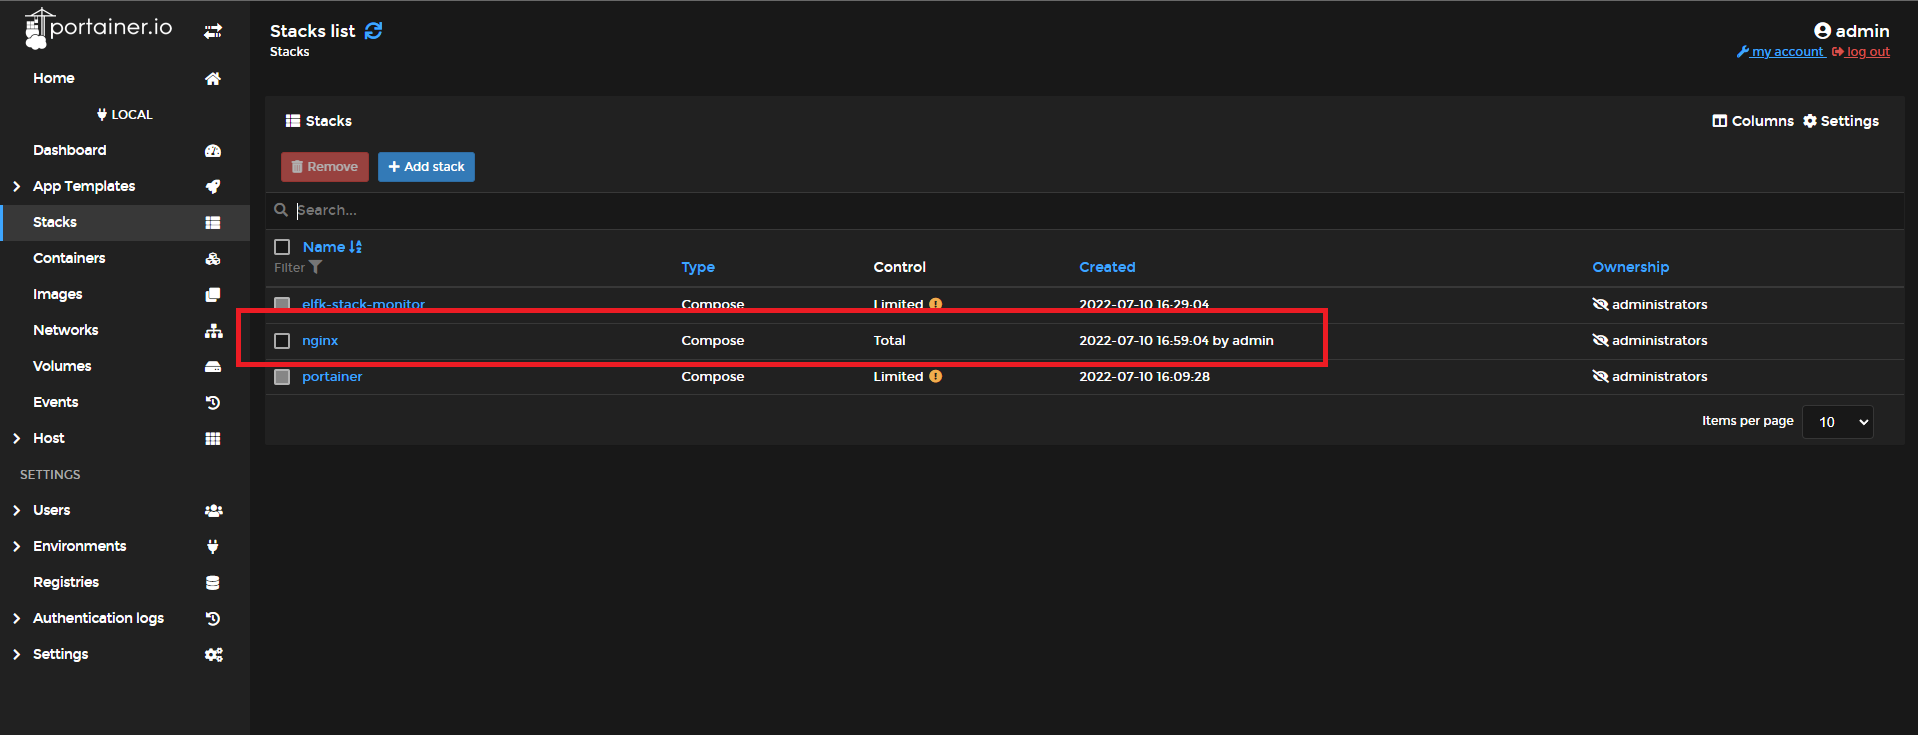 portainer.io
Home
LOCAL
Dashboard
App Templates
Stacks
Containers
Images
Networks
Volumes
Events
Host
SETTINGS
Users
Environments
Registries
Authentication logs
Settings
Stacks list
Stacks
admin
my account log out
Stacks
Columns Settings
Remove + Add stack
Search...
Name
Filter
Type Control Created Ownership
elfk-stack-monitor Compose Limited 2022-07-10 16:29:04 administrators
nginx Compose Total 2022-07-10 16:59:04 by admin administrators
portainer Compose Limited 2022-07-10 16:09:28 administrators
Items per page 10